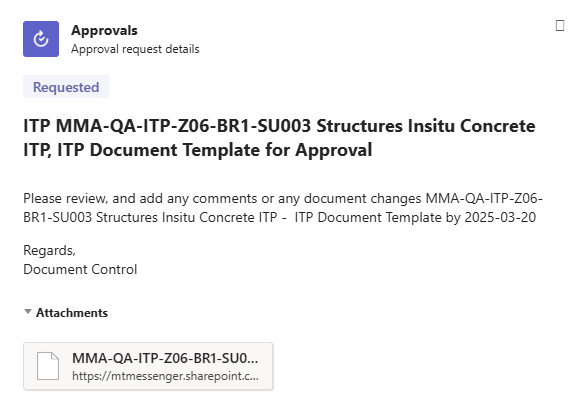 Approvals
Approval request details
Requested
ITP MMA-QA-ITP-Z06-BR1-SU003 Structures Insitu Concrete
ITP, ITP Document Template for Approval
Please review, and add any comments or any document changes MMA-QA-ITP-Z06-
BR1-SU003 Structures Insitu Concrete ITP -  ITP Document Template by 2025-03-20
Regards,
Document Control
Attachments
MMA-QA-ITP-Z06-BR1-SU0...
https://mtmessenger.sharepoint.c...